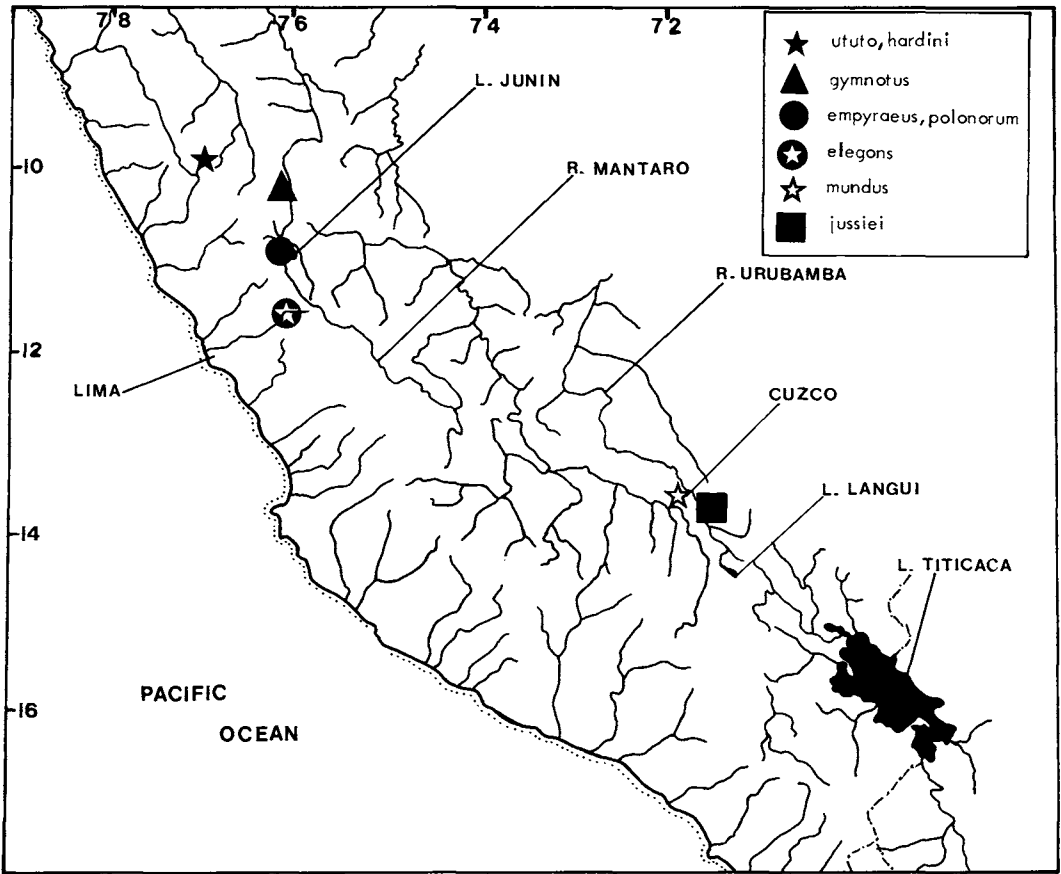 78 76 74 72
ututo, hardini
gymnotus
empyraeus, polonorum
elegons
mundus
jussiei
L. JUNIN
10
R. MANTARO
R. URUBAMBA
12
LIMA
CUZCO
L. LANGUI
14
L. TITICACA
PACIFIC
OCEAN
16